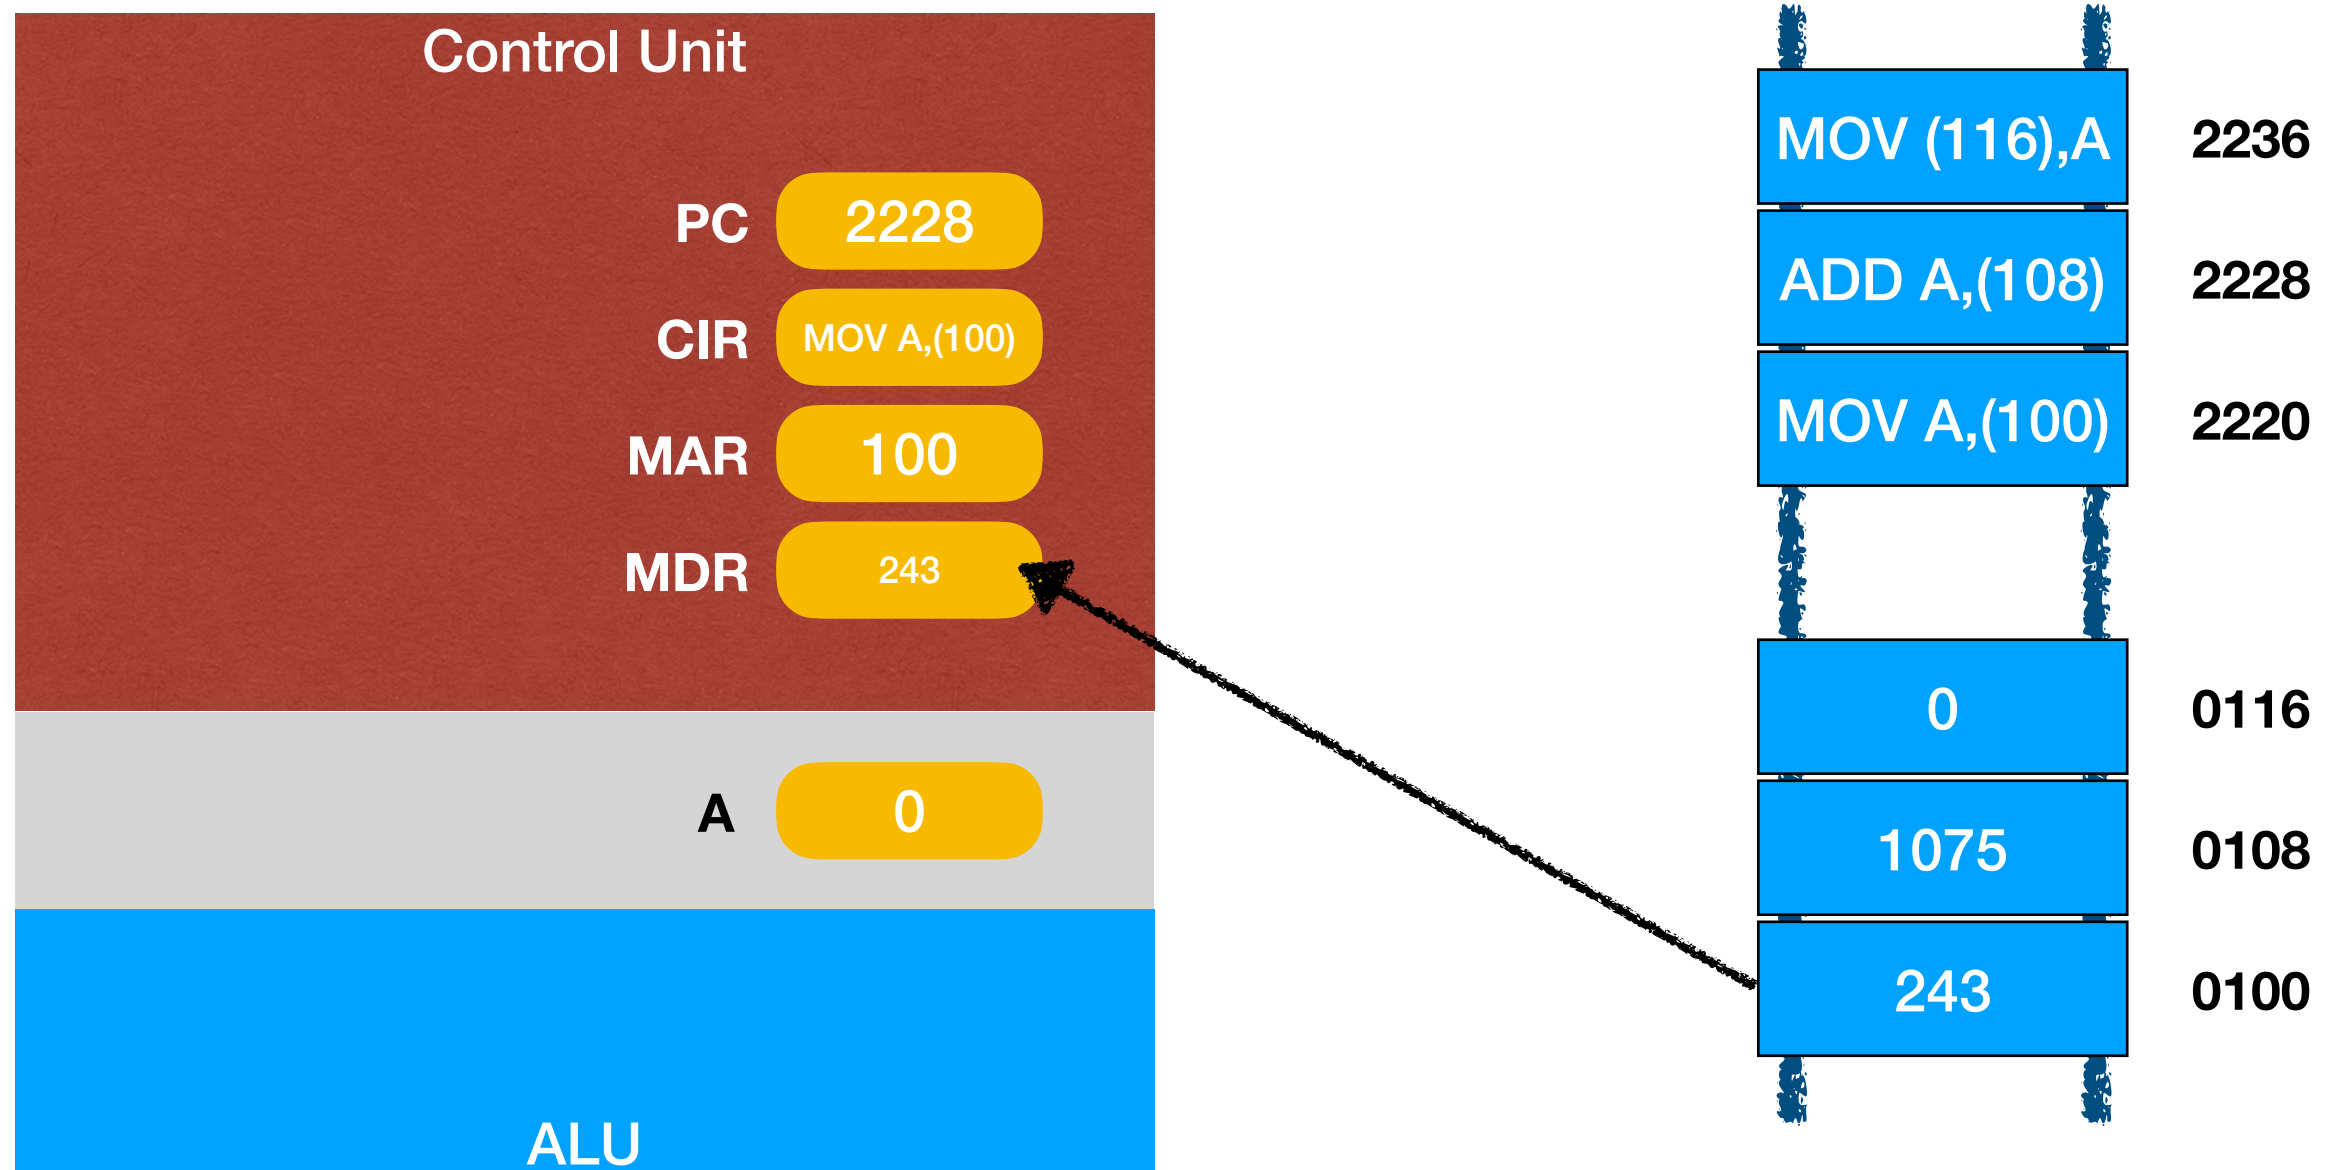 Control Unit
PC 2228
CIR MOV A,(100)
MAR 100
MDR 243
A 0
ALU
MOV (116),A 2236
ADD A,(108) 2228
MOV A,(100) 2220
0 0116
1075 0108
243 0100